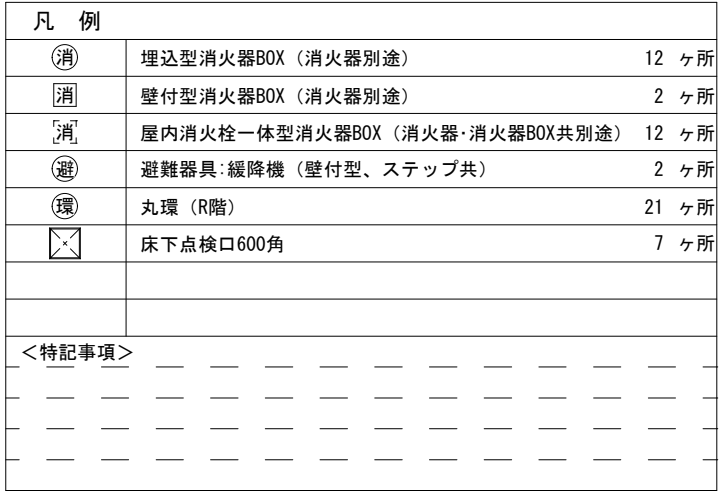 凡 例
消 埋込型消火器BOX（消火器別途） 12 ヶ所
消 壁付型消火器BOX（消火器別途） 2 ヶ所
消 屋内消火栓一体型消火器BOX（消火器･消火器BOX共別途） 12 ヶ所
避 避難器具:緩降機（壁付型、ステップ共） 2 ヶ所
環 丸環（R階） 21 ヶ所
床下点検口600角 7 ヶ所
＜特記事項＞